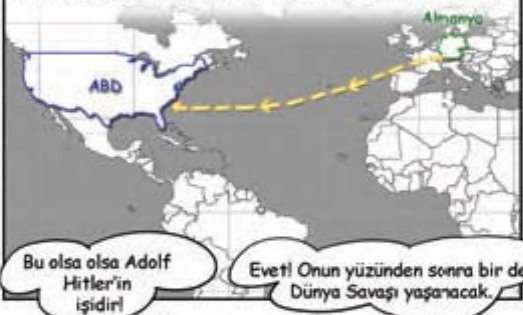 Almanya
ABD
Bu olsa olsa Adolf
Hitler'in
işidir!
Evet! Onun yüzünden sonra bir de
Dünya Savaşı yaşanacak.